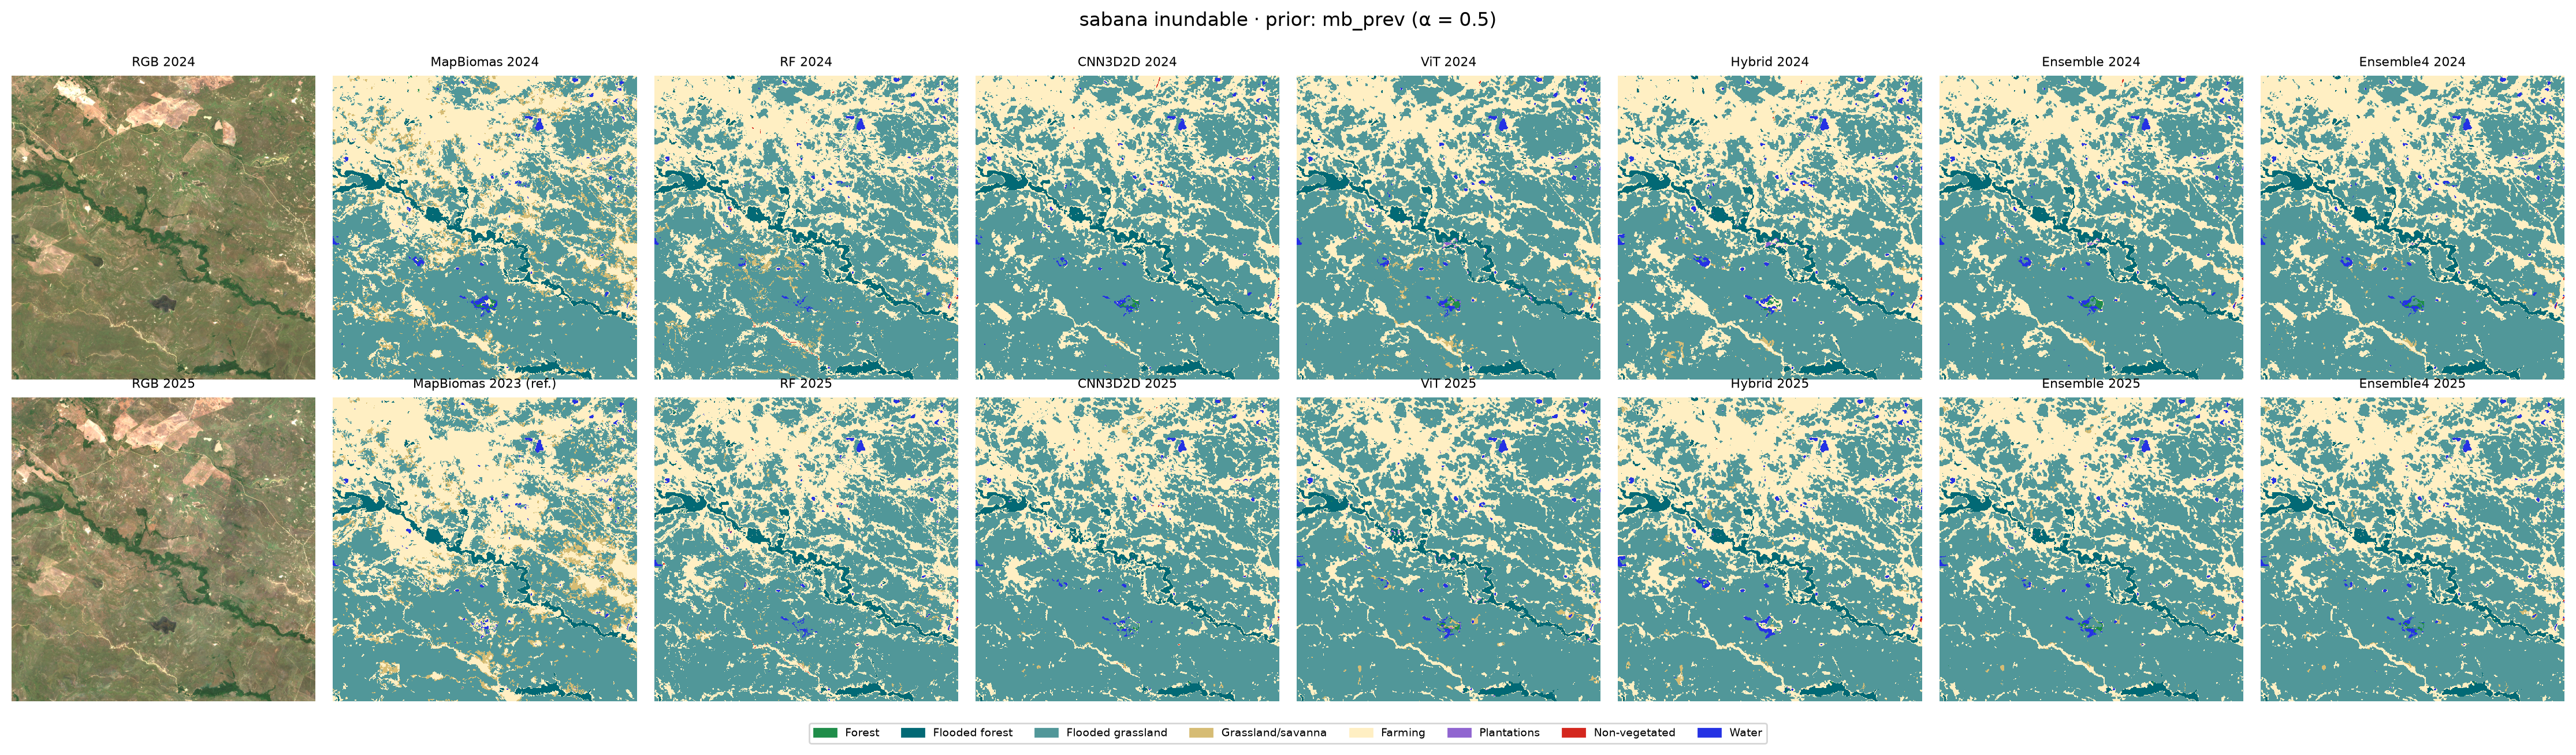 sabana inundable · prior: mb_prev (α = 0.5)
RGB 2024
MapBiomas 2024
RF 2024
CNN3D2D 2024
ViT 2024
Hybrid 2024
Ensemble 2024
Ensemble4 2024
RGB 2025
MapBiomas 2023 (ref.)
RF 2025
CNN3D2D 2025
ViT 2025
Hybrid 2025
Ensemble 2025
Ensemble4 2025
Forest
Flooded forest
Flooded grassland
Grassland/savanna
Farming
Plantations
Non-vegetated
Water